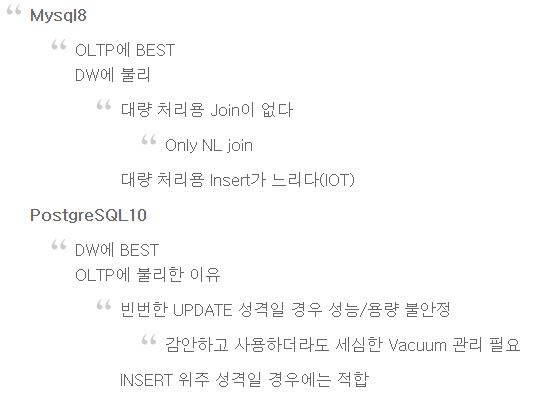 Mysql8
OLTP에 BEST
DW에 불리
대량 처리용 Join이 없다
Only NL join
대량 처리용 Insert가 느리다(IOT)
PostgreSQL10
DW에 BEST
OLTP에 불리한 이유
빈번한 UPDATE 성격일 경우 성능/용량 불안정
감안하고 사용하더라도 세심한 Vacuum 관리 필요
INSERT 위주 성격일 경우에는 적합